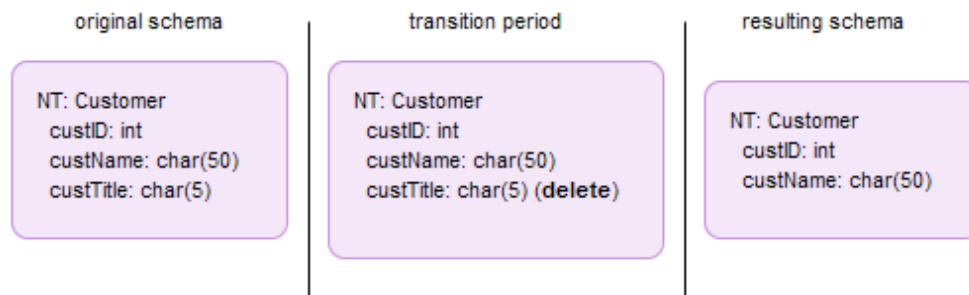 original schema
NT: Customer
custID: int
custName: char(50)
custTitle: char(5)
transition period
NT: Customer
custID: int
custName: char(50)
custTitle: char(5) (delete)
resulting schema
NT: Customer
custID: int
custName: char(50)